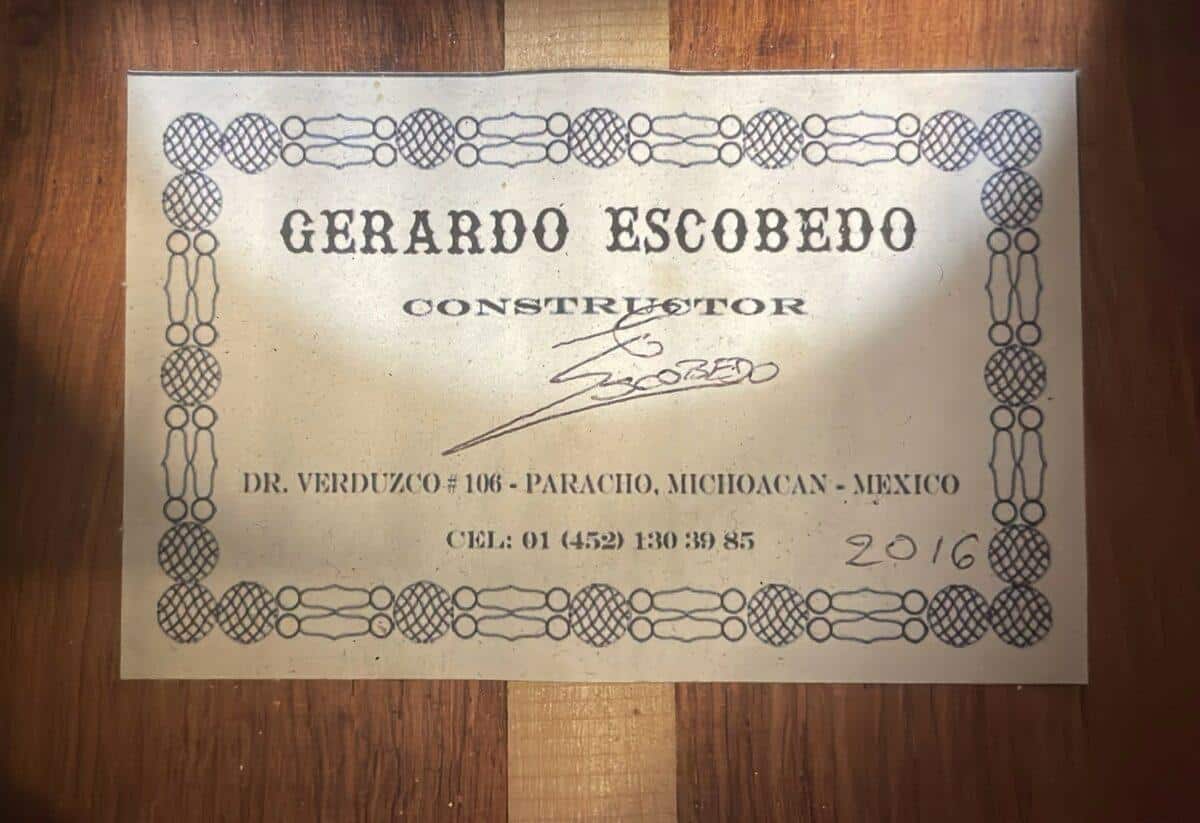 GERARDO ESCOBEDO
CONSTRUCTOR
ESCOBEDO
DR. VERDUZCO # 106 - PARACHO, MICHOACAN - MEXICO
CEL: 01 (452) 130 39 85
2016